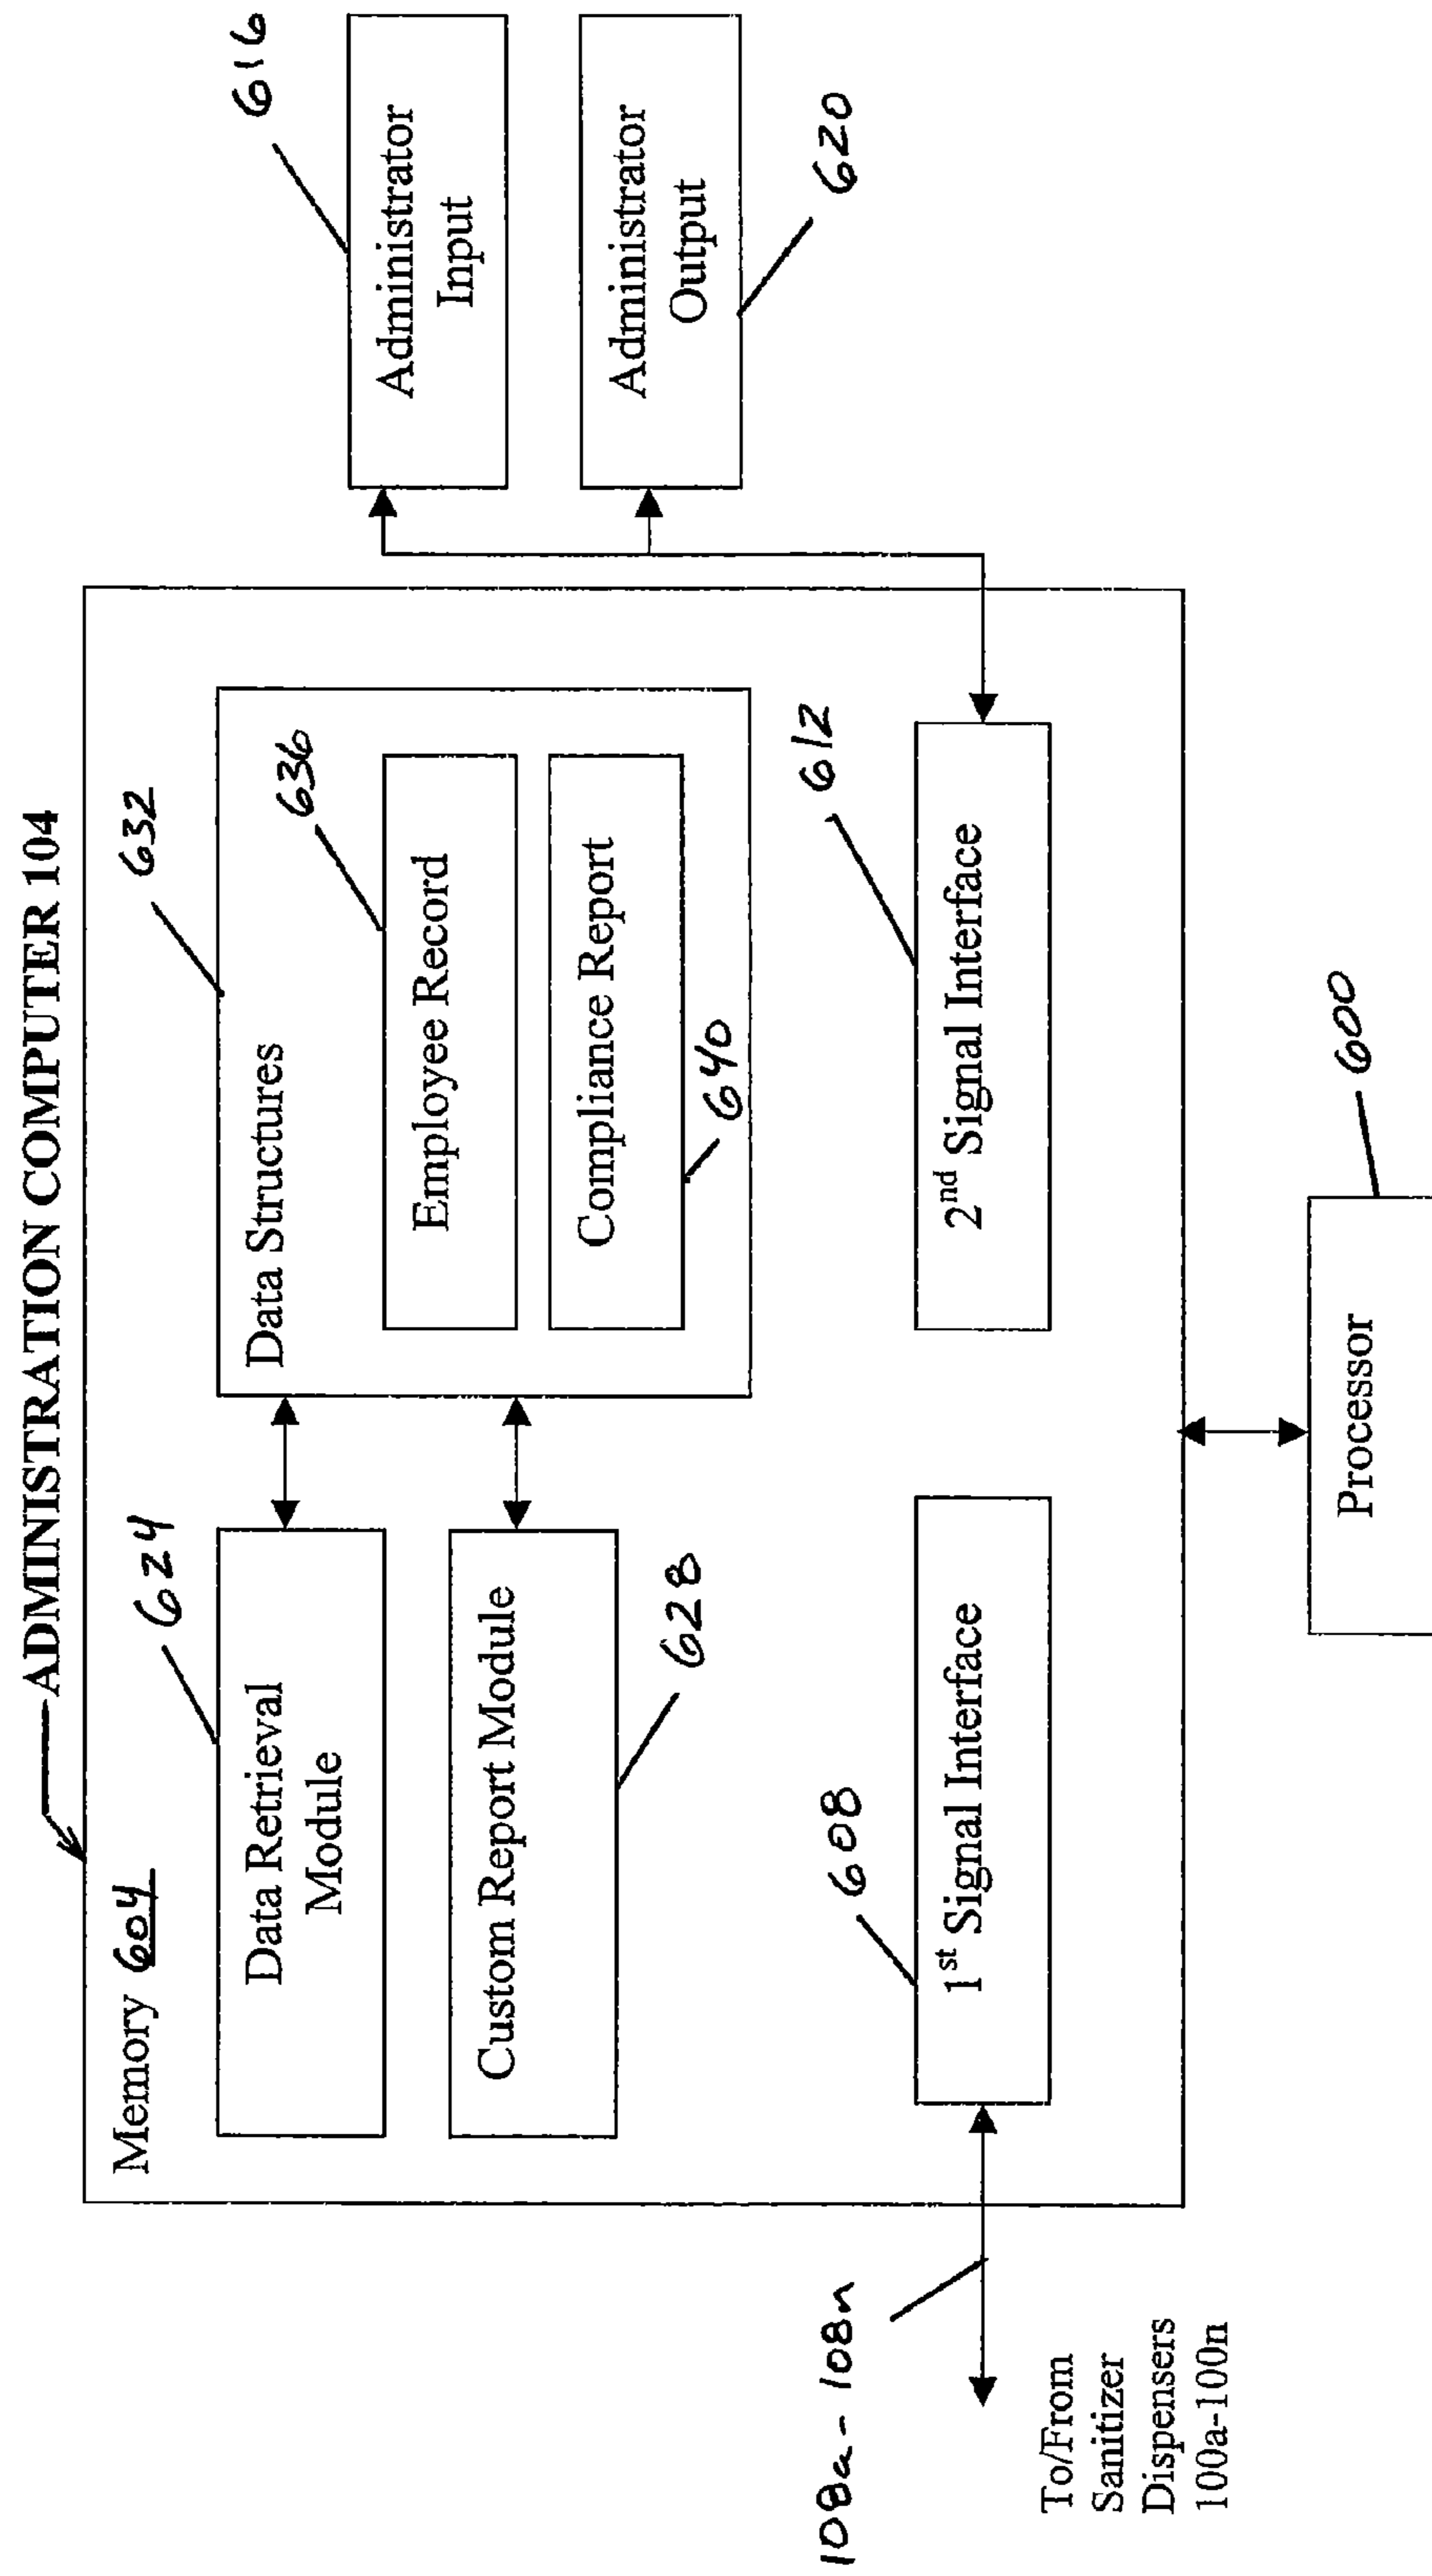 ADMINISTRATION COMPUTER 104
Memory 604
624
Data Retrieval
Module
Custom Report Module
628
632
Data Structures
636
Employee Record
Compliance Report
640
616
Administrator
Input
Administrator
Output
620
608
1st Signal Interface
612
2nd Signal Interface
108a-108n
To/From
Sanitizer
Dispensers
100a-100n
600
Processor